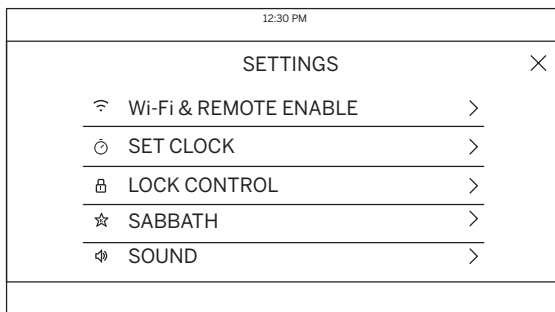 12:30 PM
SETTINGS
Wi-Fi & REMOTE ENABLE
SET CLOCK
LOCK CONTROL
SABBATH
SOUND